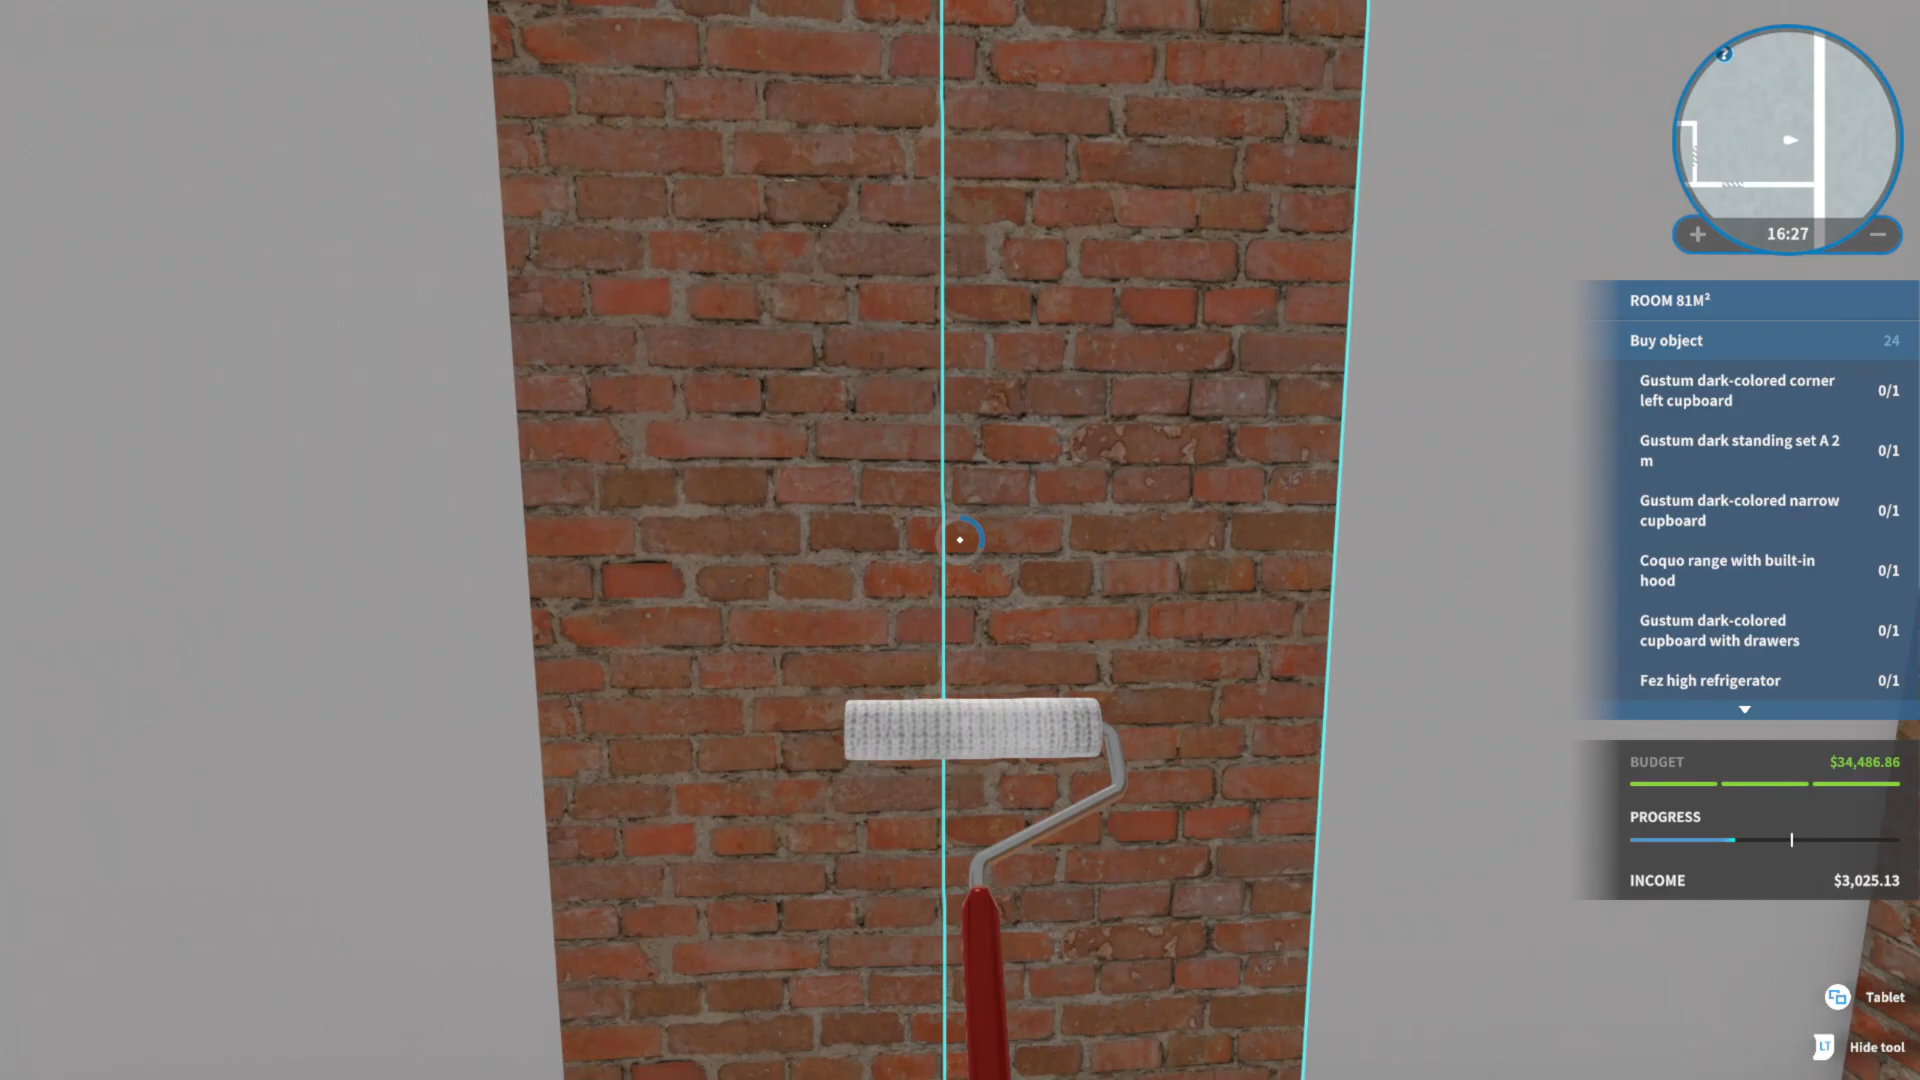 ?
+ 16:27 −
ROOM 81M²
Buy object 24
Gustum dark-colored corner
left cupboard 0/1
Gustum dark standing set A 2
m 0/1
Gustum dark-colored narrow
cupboard 0/1
Coquo range with built-in
hood 0/1
Gustum dark-colored
cupboard with drawers 0/1
Fez high refrigerator 0/1
BUDGET $34,486.86
PROGRESS
INCOME $3,025.13
Tablet
LT Hide tool